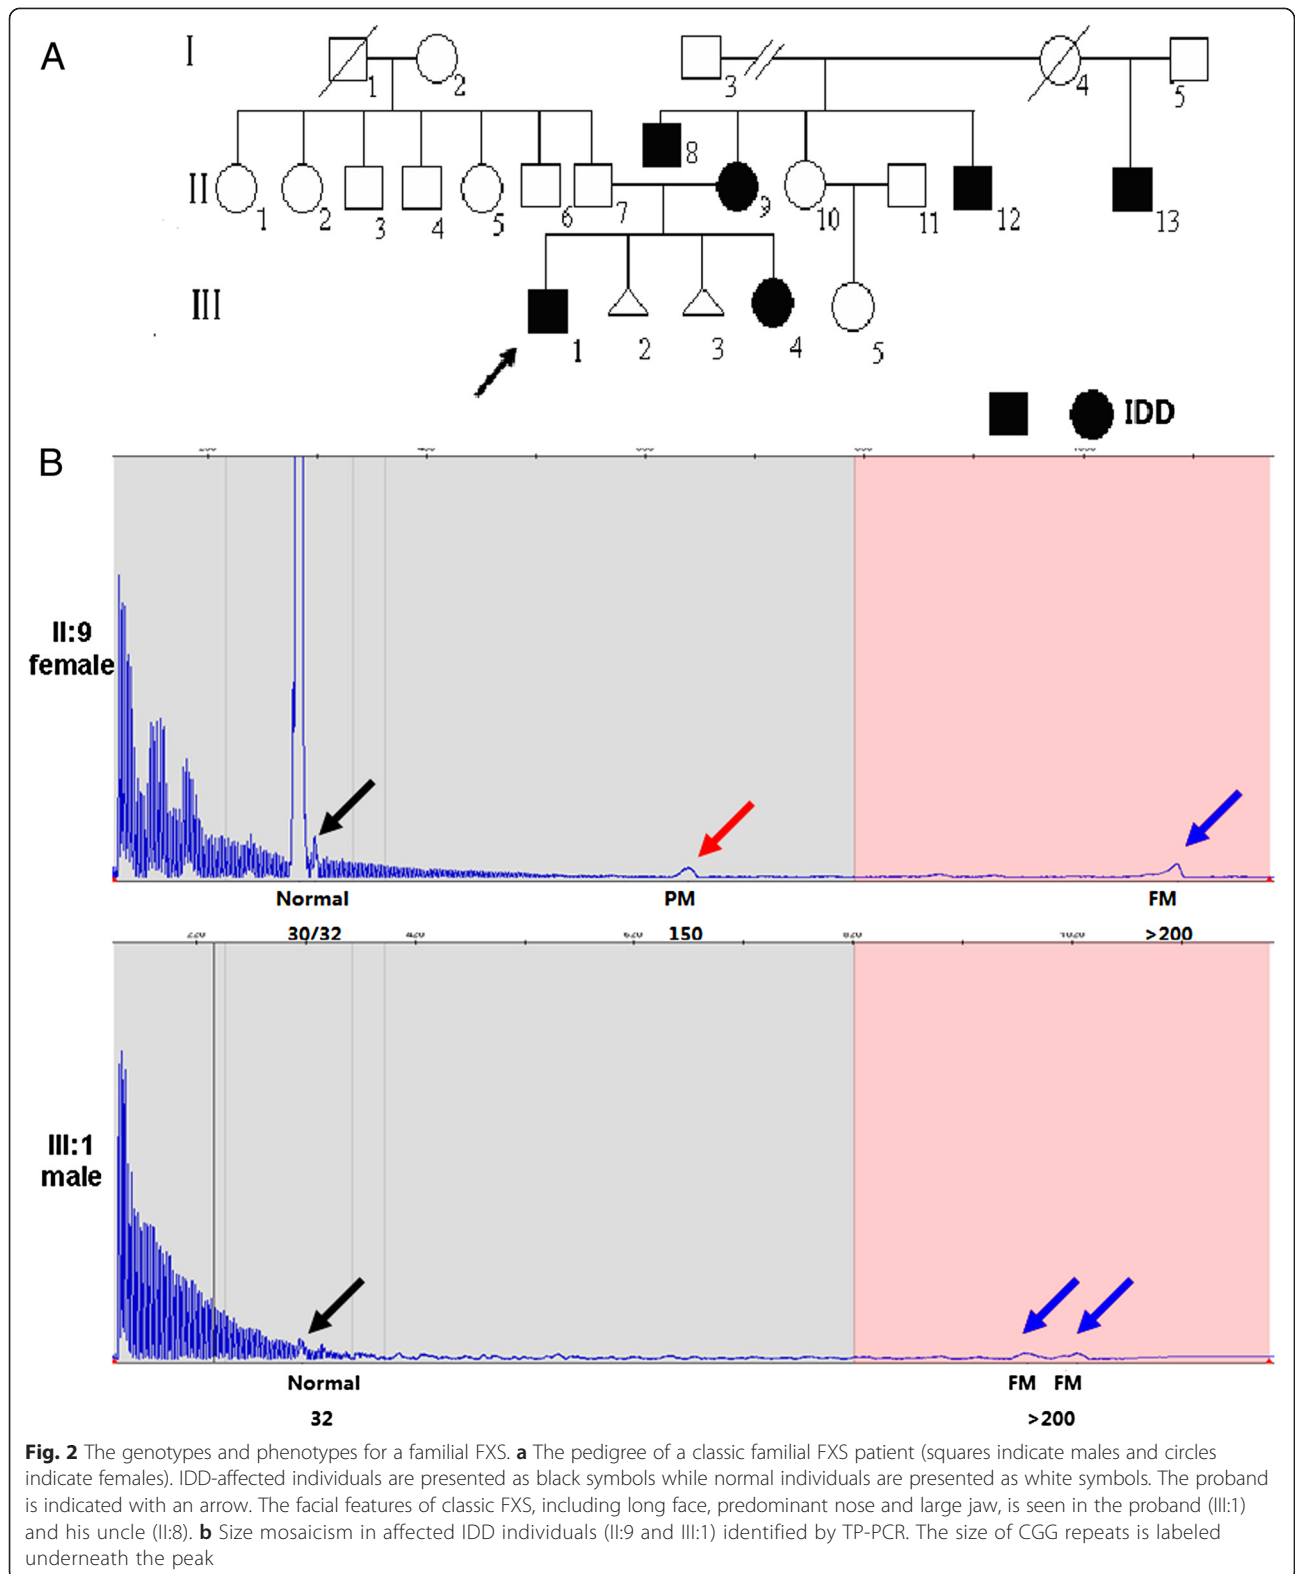 A
I
1
2
3
4
5
II
1
2
3
4
5
6
7
8
9
10
11
12
13
III
1
2
3
4
5
IDD
B
II:9
female
Normal
PM
FM
30/32
150
>200
220
420
620
820
1020
III:1
male
Normal
FM FM
32
>200
Fig. 2 The genotypes and phenotypes for a familial FXS. a The pedigree of a classic familial FXS patient (squares indicate males and circles
indicate females). IDD-affected individuals are presented as black symbols while normal individuals are presented as white symbols. The proband
is indicated with an arrow. The facial features of classic FXS, including long face, predominant nose and large jaw, is seen in the proband (III:1)
and his uncle (II:8). b Size mosaicism in affected IDD individuals (II:9 and III:1) identified by TP-PCR. The size of CGG repeats is labeled
underneath the peak